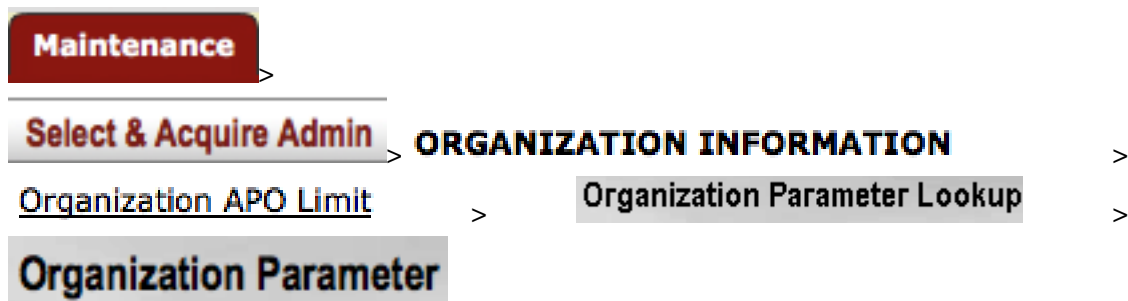 Maintenance >
Select & Acquire Admin > ORGANIZATION INFORMATION >
Organization APO Limit > Organization Parameter Lookup >
Organization Parameter